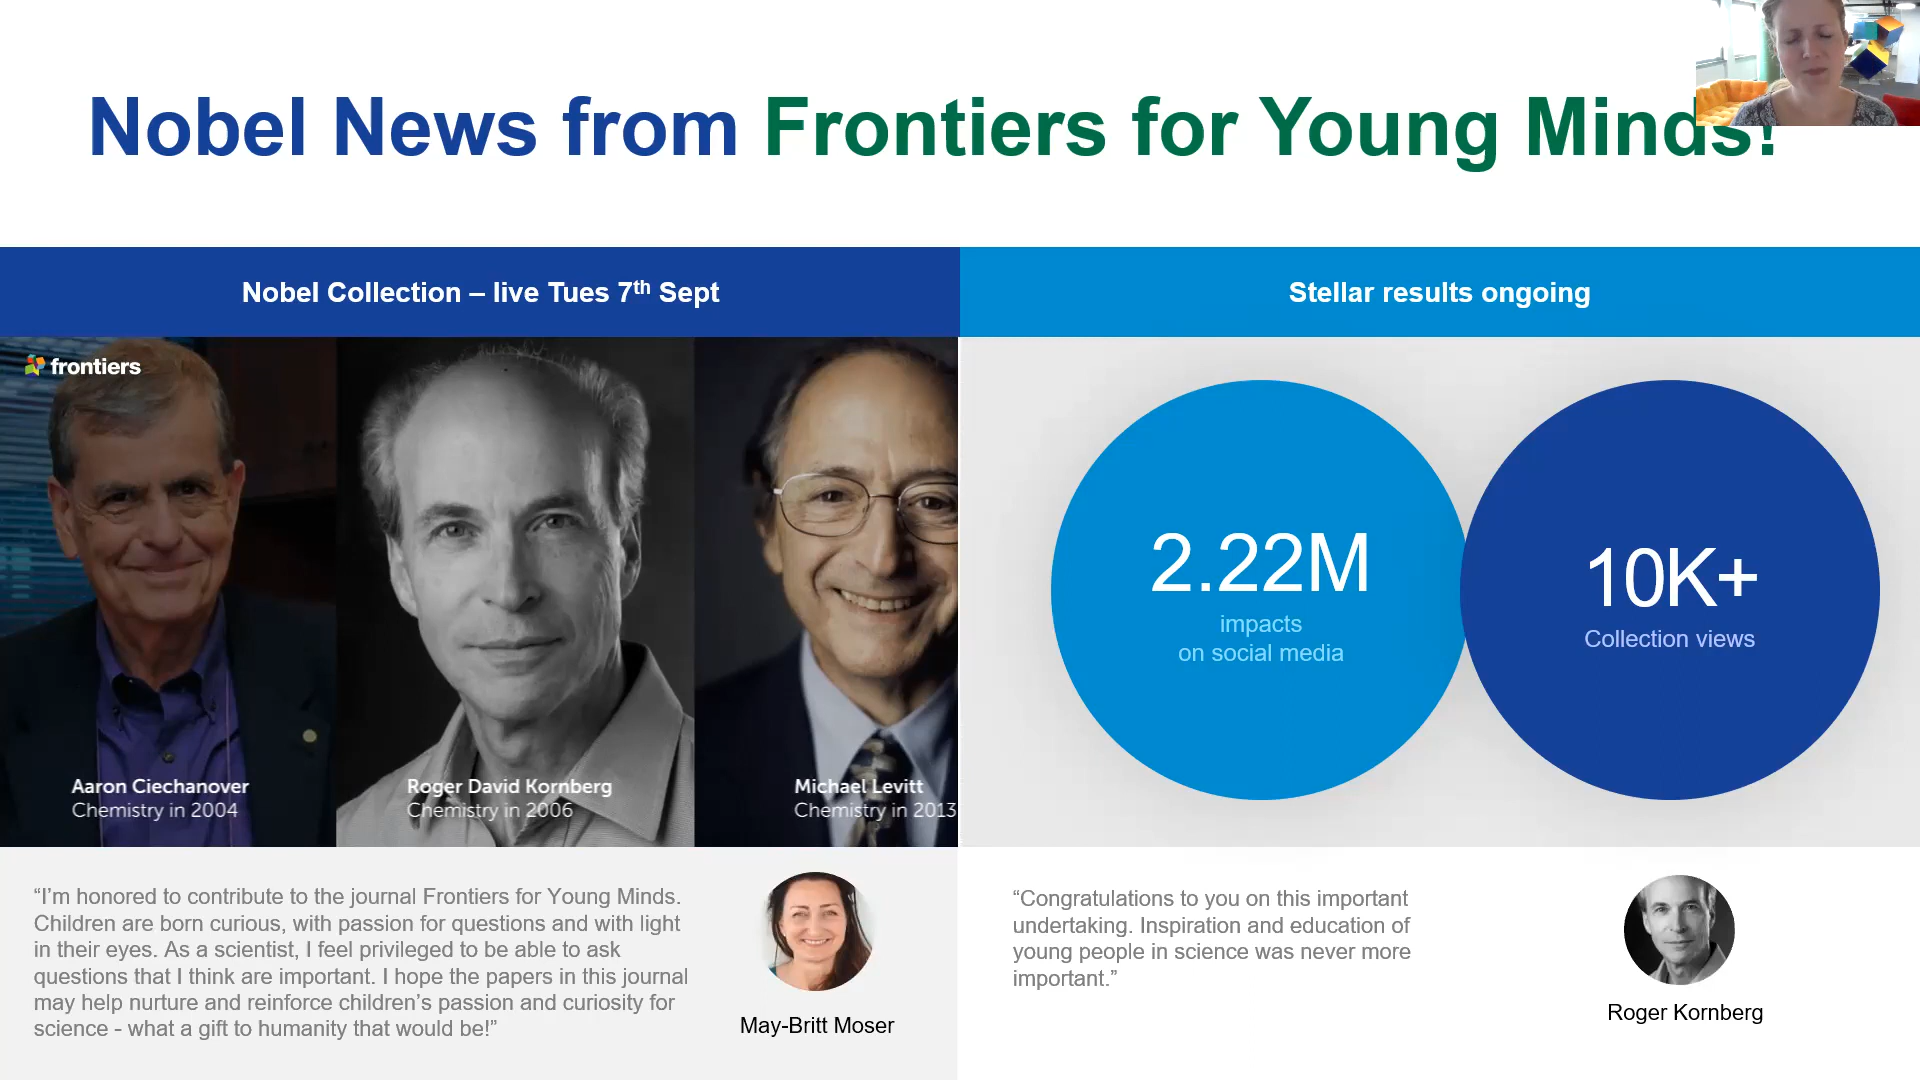 Nobel News from Frontiers for Young Minds!
Nobel Collection – live Tues 7th Sept
Stellar results ongoing
frontiers
Aaron Ciechanover
Chemistry in 2004
Roger David Kornberg
Chemistry in 2006
Michael Levitt
Chemistry in 2013
2.22M
impacts
on social media
10K+
Collection views
“I’m honored to contribute to the journal Frontiers for Young Minds.
Children are born curious, with passion for questions and with light
in their eyes. As a scientist, I feel privileged to be able to ask
questions that I think are important. I hope the papers in this journal
may help nurture and reinforce children’s passion and curiosity for
science - what a gift to humanity that would be!”
May-Britt Moser
“Congratulations to you on this important
undertaking. Inspiration and education of
young people in science was never more
important.”
Roger Kornberg